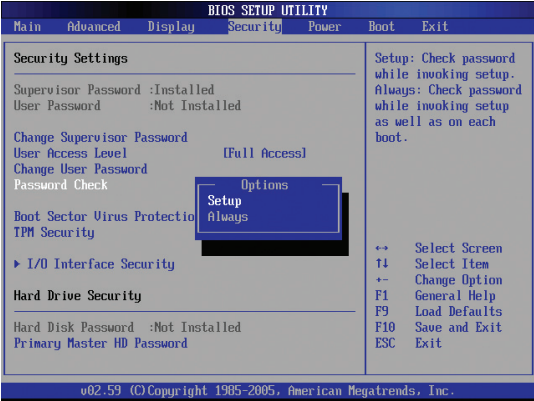 BIOS SETUP UTILITY
Main Advanced Display Security Power Boot Exit
Security Settings
Supervisor Password :Installed
User Password :Not Installed
Change Supervisor Password
User Access Level [Full Access]
Change User Password
Password Check
Boot Sector Virus Protectio
TPM Security
I/O Interface Security
Hard Drive Security
Hard Disk Password :Not Installed
Primary Master HD Password
Options
Setup
Always
Setup: Check password
while invoking setup.
Always: Check password
while invoking setup
as well as on each
boot.
↔ Select Screen
↑↓ Select Item
+- Change Option
F1 General Help
F9 Load Defaults
F10 Save and Exit
ESC Exit
v02.59 (C)Copyright 1985-2005, American Megatrends, Inc.